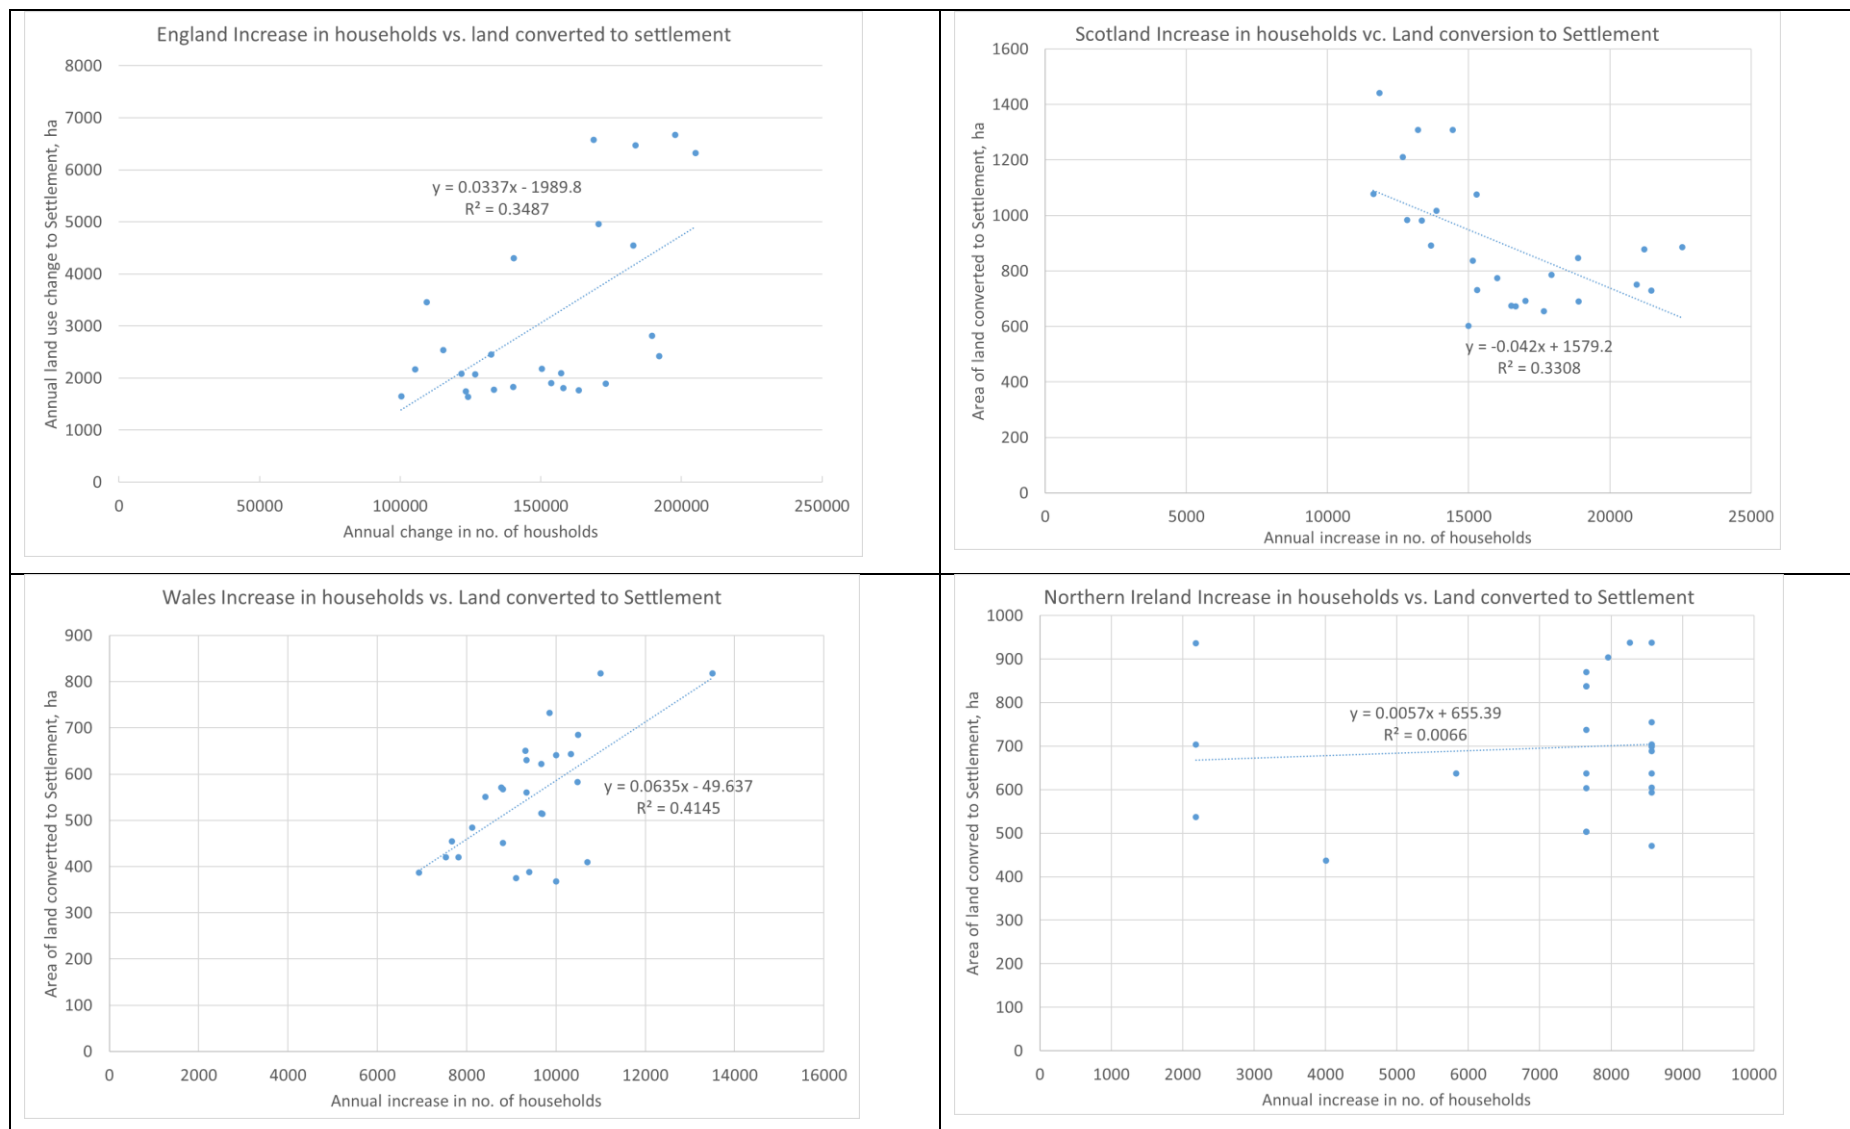 England Increase in households vs. land converted to settlement
8000
7000
6000
5000
4000
3000
2000
1000
0
Annual land use change to Settlement, ha
y = 0.0337x - 1989.8
R² = 0.3487
0 50000 100000 150000 200000 250000
Annual change in no. of housholds
Scotland Increase in households vc. Land conversion to Settlement
1600
1400
1200
1000
800
600
400
200
0
Area of land converted to Settlement, ha
y = -0.042x + 1579.2
R² = 0.3308
0 5000 10000 15000 20000 25000
Annual increase in no. of households
Wales Increase in households vs. Land converted to Settlement
900
800
700
600
500
400
300
200
100
0
Area of land convertted to Settlement, ha
y = 0.0635x - 49.637
R² = 0.4145
0 2000 4000 6000 8000 10000 12000 14000 16000
Annual increase in no. of households
Northern Ireland Increase in households vs. Land converted to Settlement
1000
900
800
700
600
500
400
300
200
100
0
Area of land convred to Settlement, ha
y = 0.0057x + 655.39
R² = 0.0066
0 1000 2000 3000 4000 5000 6000 7000 8000 9000 10000
Annual increase in no. of households